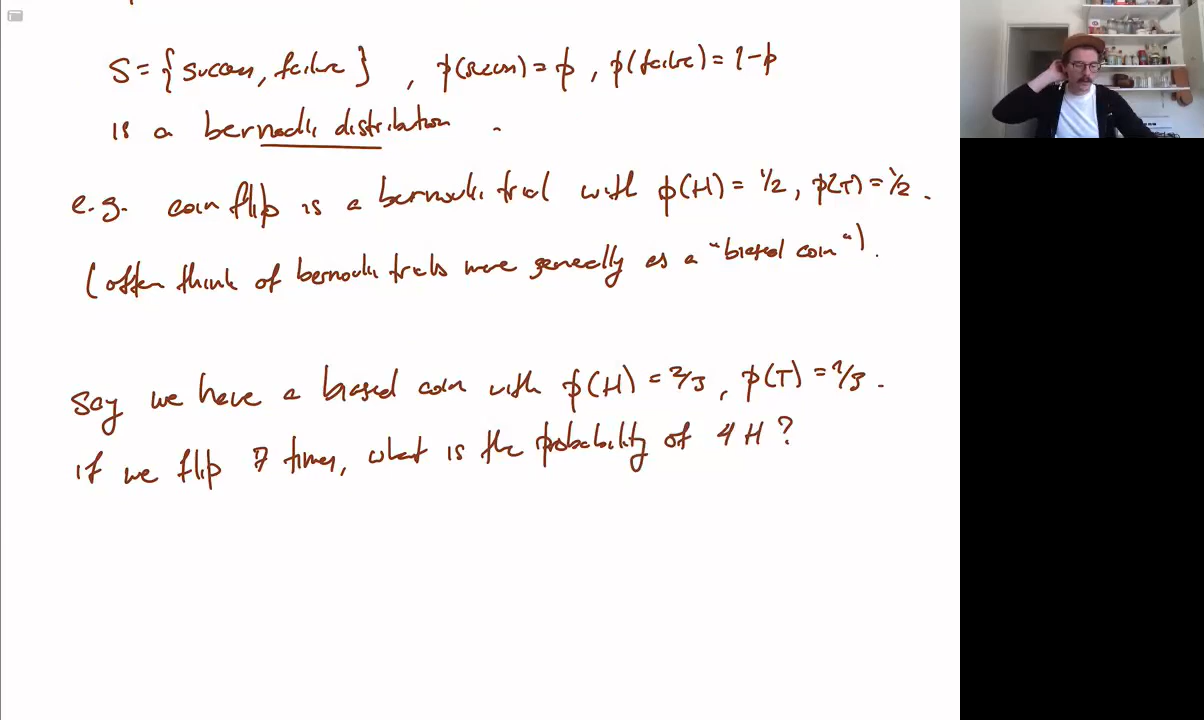 S = { success, failure } , p(success) = p , p(failure) = 1-p
is a bernoulli distribution .
e.g. coin flip is a bernoulli trial with p(H) = 1/2, p(T) = 1/2 .
(often think of bernoulli trials more generally as a "biased coin").
Say we have a biased coin with p(H) = 2/3, p(T) = 1/3 .
if we flip 7 times, what is the probability of 4 H ?